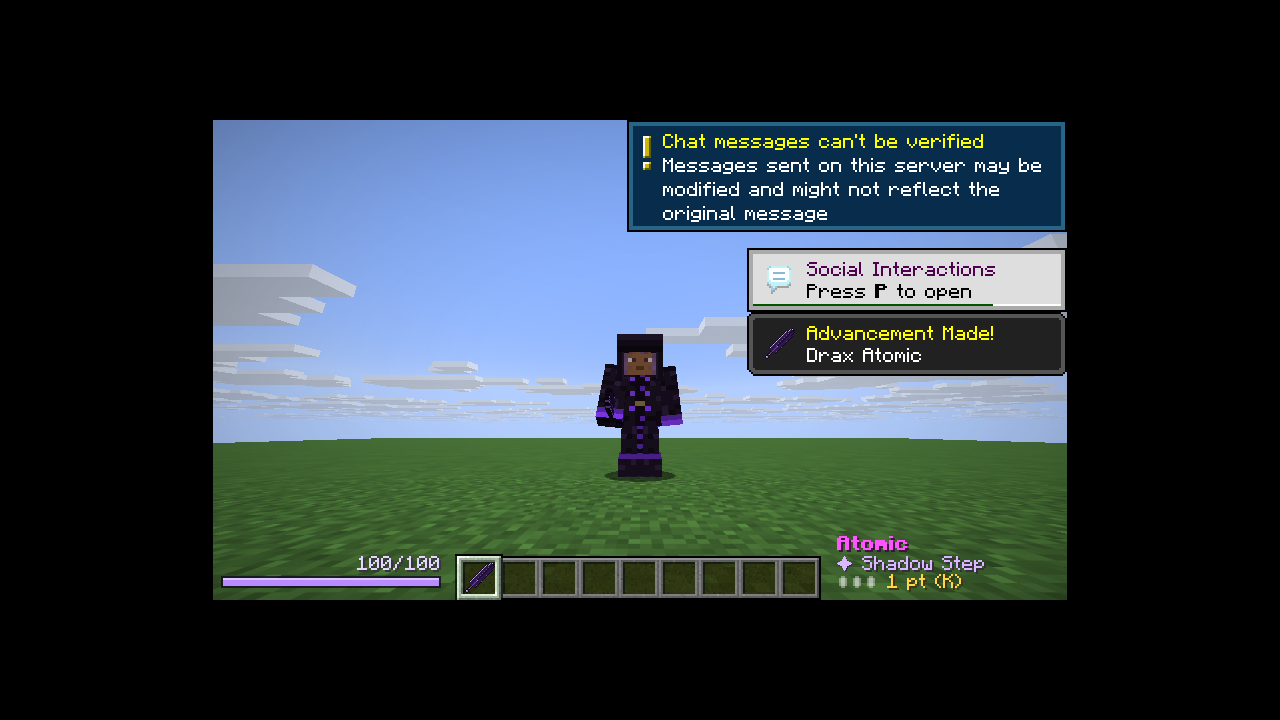 Chat messages can't be verified
Messages sent on this server may be
modified and might not reflect the
original message
Social Interactions
Press P to open
Advancement Made!
Drax Atomic
Atomic
100/100
Shadow Step
1 pt (K)